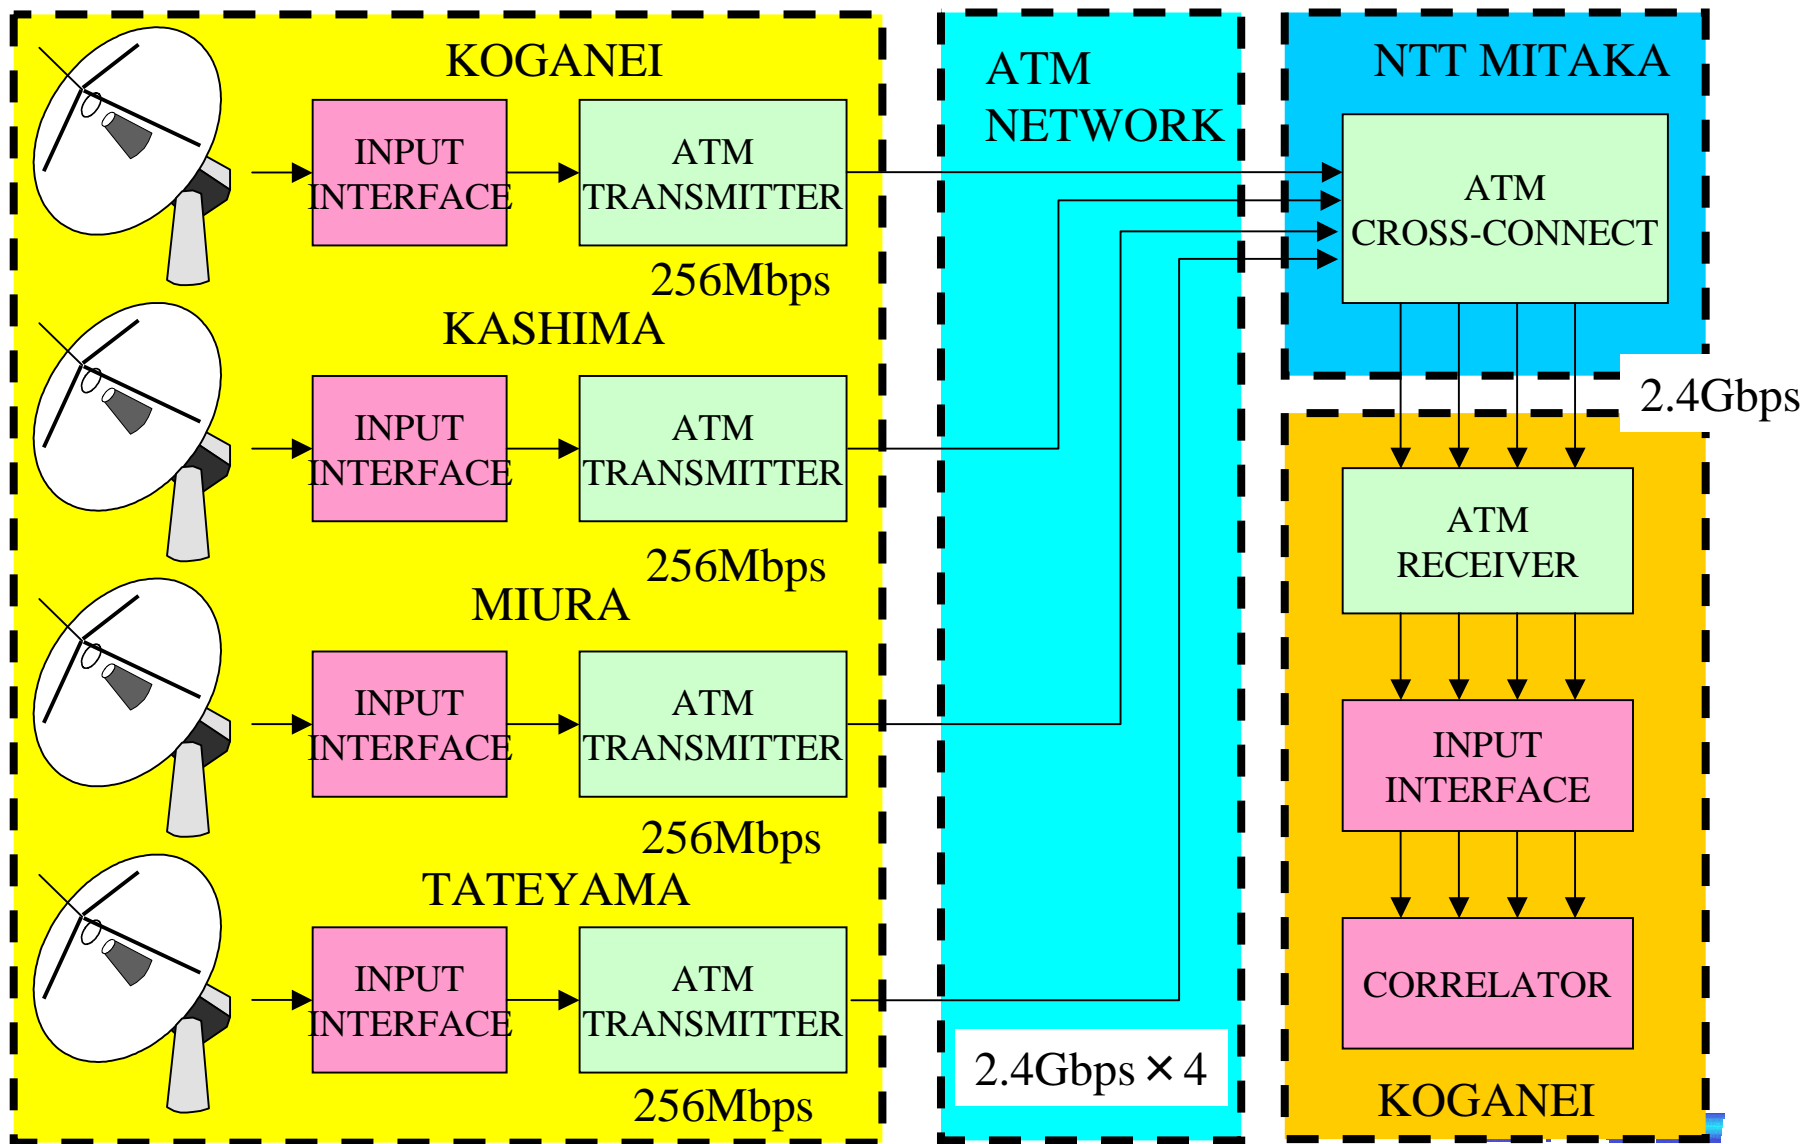 KOGANEI
INPUT
INTERFACE
ATM
TRANSMITTER
256Mbps
KASHIMA
INPUT
INTERFACE
ATM
TRANSMITTER
256Mbps
MIURA
INPUT
INTERFACE
ATM
TRANSMITTER
256Mbps
TATEYAMA
INPUT
INTERFACE
ATM
TRANSMITTER
256Mbps
ATM
NETWORK
2.4Gbps×4
NTT MITAKA
ATM
CROSS-CONNECT
2.4Gbps
ATM
RECEIVER
INPUT
INTERFACE
CORRELATOR
KOGANEI